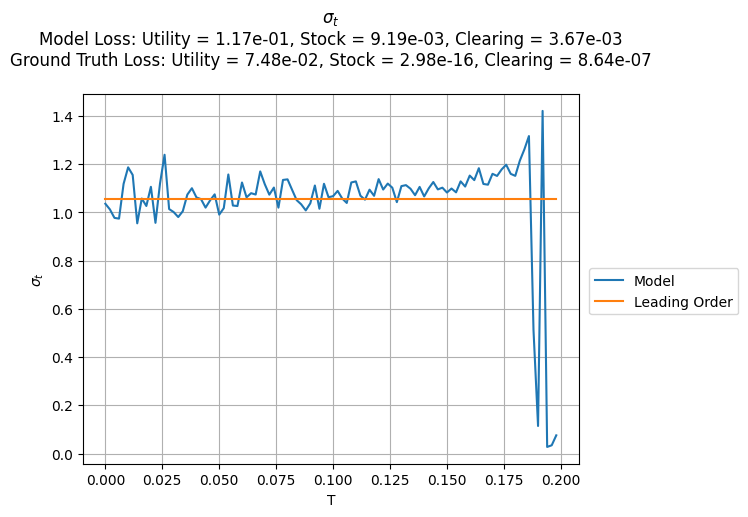 σ_t
Model Loss: Utility = 1.17e-01, Stock = 9.19e-03, Clearing = 3.67e-03
Ground Truth Loss: Utility = 7.48e-02, Stock = 2.98e-16, Clearing = 8.64e-07
1.4
1.2
1.0
0.8
0.6
0.4
0.2
0.0
σ_t
0.000 0.025 0.050 0.075 0.100 0.125 0.150 0.175 0.200
T
Model
Leading Order